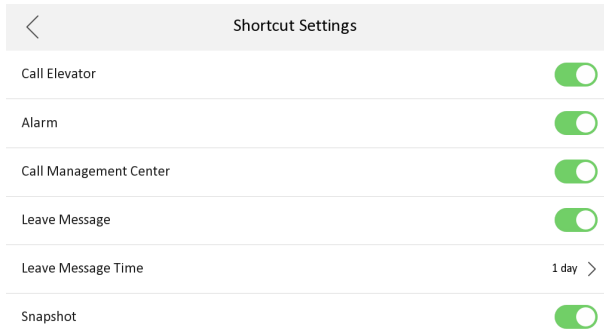 Shortcut Settings
Call Elevator
Alarm
Call Management Center
Leave Message
Leave Message Time 1 day
Snapshot